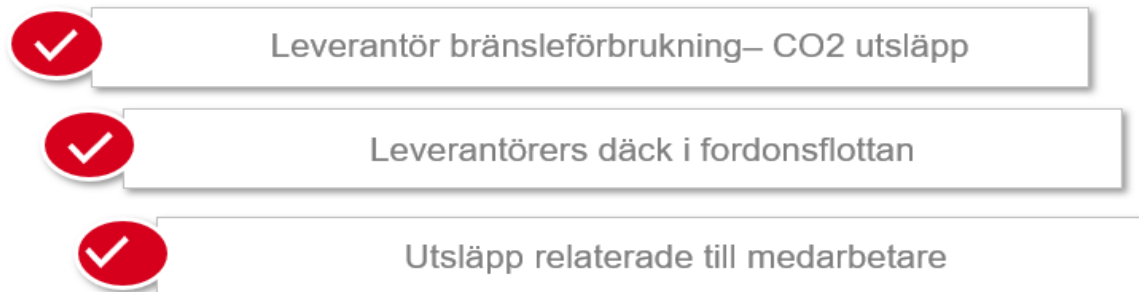 Leverantör bränsleförbrukning– CO2 utsläpp
Leverantörers däck i fordonsflottan
Utsläpp relaterade till medarbetare